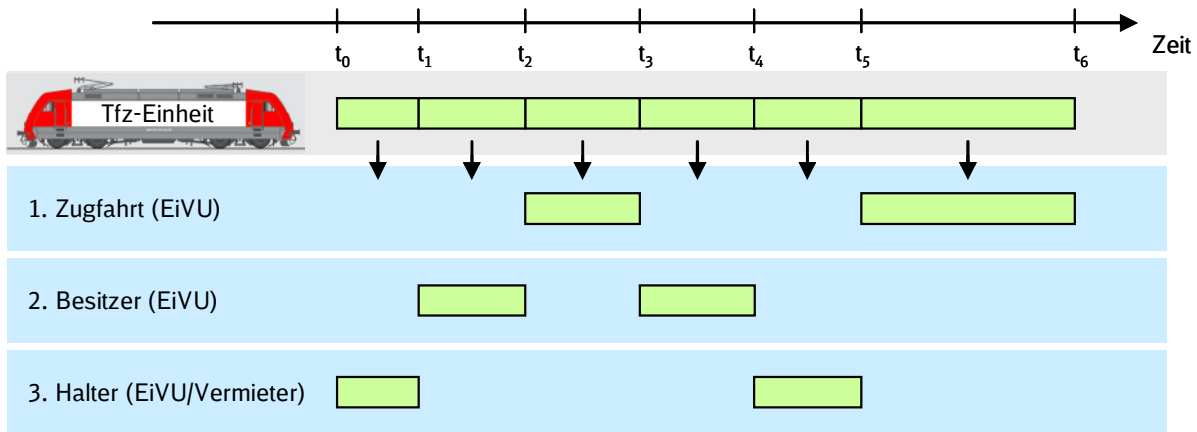 t0 t1 t2 t3 t4 t5 t6 Zeit
Tfz-Einheit
1. Zugfahrt (EiVU)
2. Besitzer (EiVU)
3. Halter (EiVU/Vermieter)